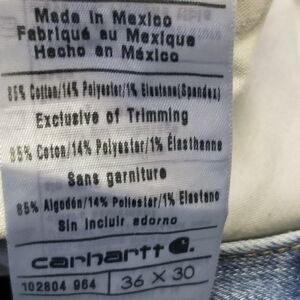 Made in Mexico
Fabriqué au Mexique
Hecho en México
85% Cotton/14% Polyester/1% Elastane(Spandex)
Exclusive of Trimming
85% Coton/14% Polyester/1% Élasthanne
Sans garniture
85% Algodón/14% Poliester/1% Elastano
Sin incluir adorno
carhartt
102804 964
36 X 30